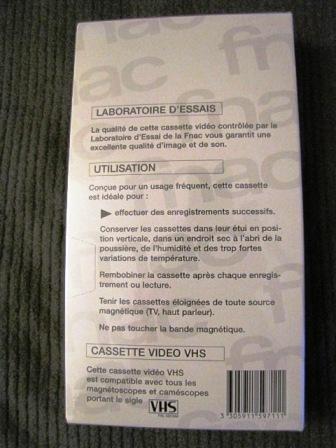 fnac
LABORATOIRE D'ESSAIS
La qualité de cette cassette vidéo contrôlée par le
Laboratoire d'Essai de la Fnac vous garantit une
excellente qualité d'image et de son.
UTILISATION
Conçue pour un usage fréquent, cette cassette
est idéale pour :
effectuer des enregistrements successifs.
Conserver les cassettes dans leur étui en posi-
tion verticale, dans un endroit sec à l'abri de la
poussière, de l'humidité et des trop fortes
variations de température.
Rembobiner la cassette après chaque enregis-
trement ou lecture.
Tenir les cassettes éloignées de toute source
magnétique (TV, haut parleur).
Ne pas toucher la bande magnétique.
CASSETTE VIDEO VHS
Cette cassette vidéo VHS
est compatible avec tous les
magnétoscopes et caméscopes
portant le sigle VHS
3 305911 597111